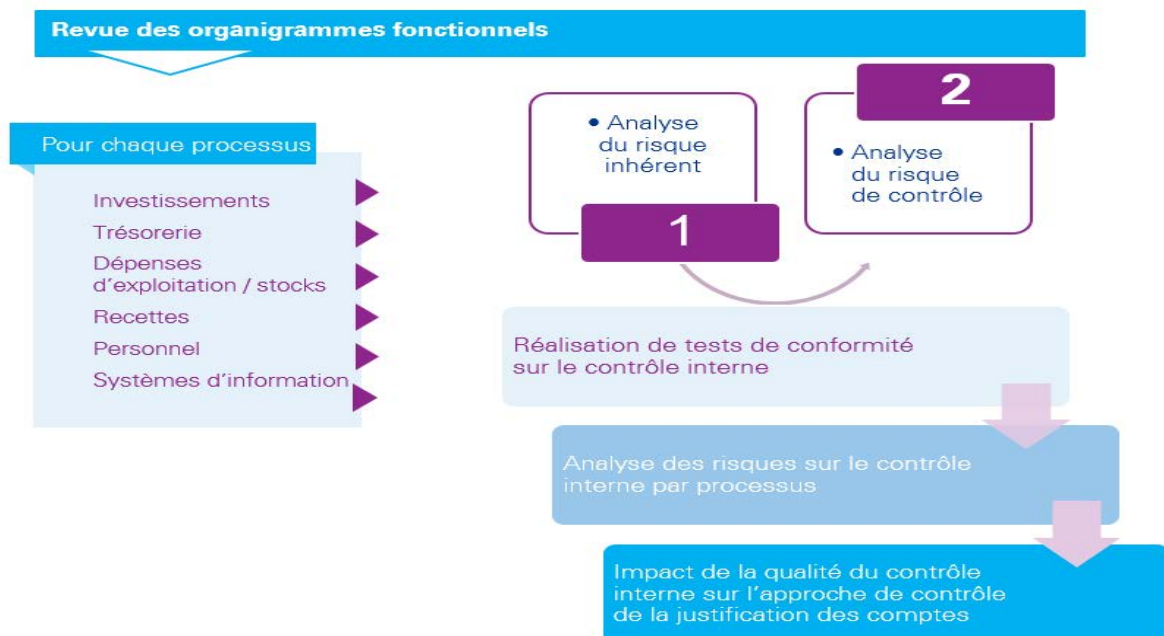 Revue des organigrammes fonctionnels
Pour chaque processus
Investissements
Trésorerie
Dépenses
d'exploitation / stocks
Recettes
Personnel
Systèmes d'information
• Analyse
du risque
inhérent
1
2
• Analyse
du risque
de contrôle
Réalisation de tests de conformité
sur le contrôle interne
Analyse des risques sur le contrôle
interne par processus
Impact de la qualité du contrôle
interne sur l'approche de contrôle
de la justification des comptes